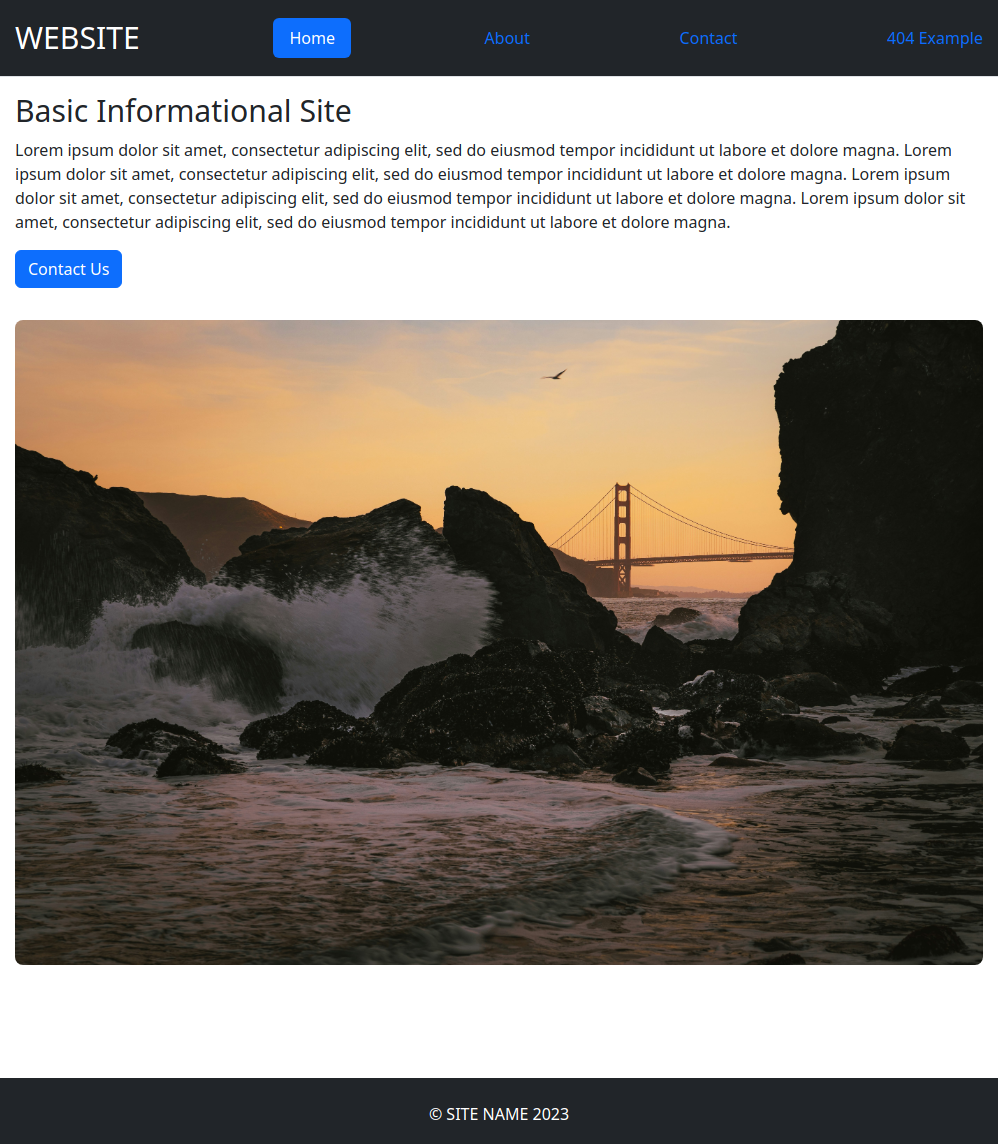 WEBSITE Home About Contact 404 Example
Basic Informational Site
Lorem ipsum dolor sit amet, consectetur adipiscing elit, sed do eiusmod tempor incididunt ut labore et dolore magna. Lorem
ipsum dolor sit amet, consectetur adipiscing elit, sed do eiusmod tempor incididunt ut labore et dolore magna. Lorem ipsum
dolor sit amet, consectetur adipiscing elit, sed do eiusmod tempor incididunt ut labore et dolore magna. Lorem ipsum dolor sit
amet, consectetur adipiscing elit, sed do eiusmod tempor incididunt ut labore et dolore magna.
Contact Us
© SITE NAME 2023